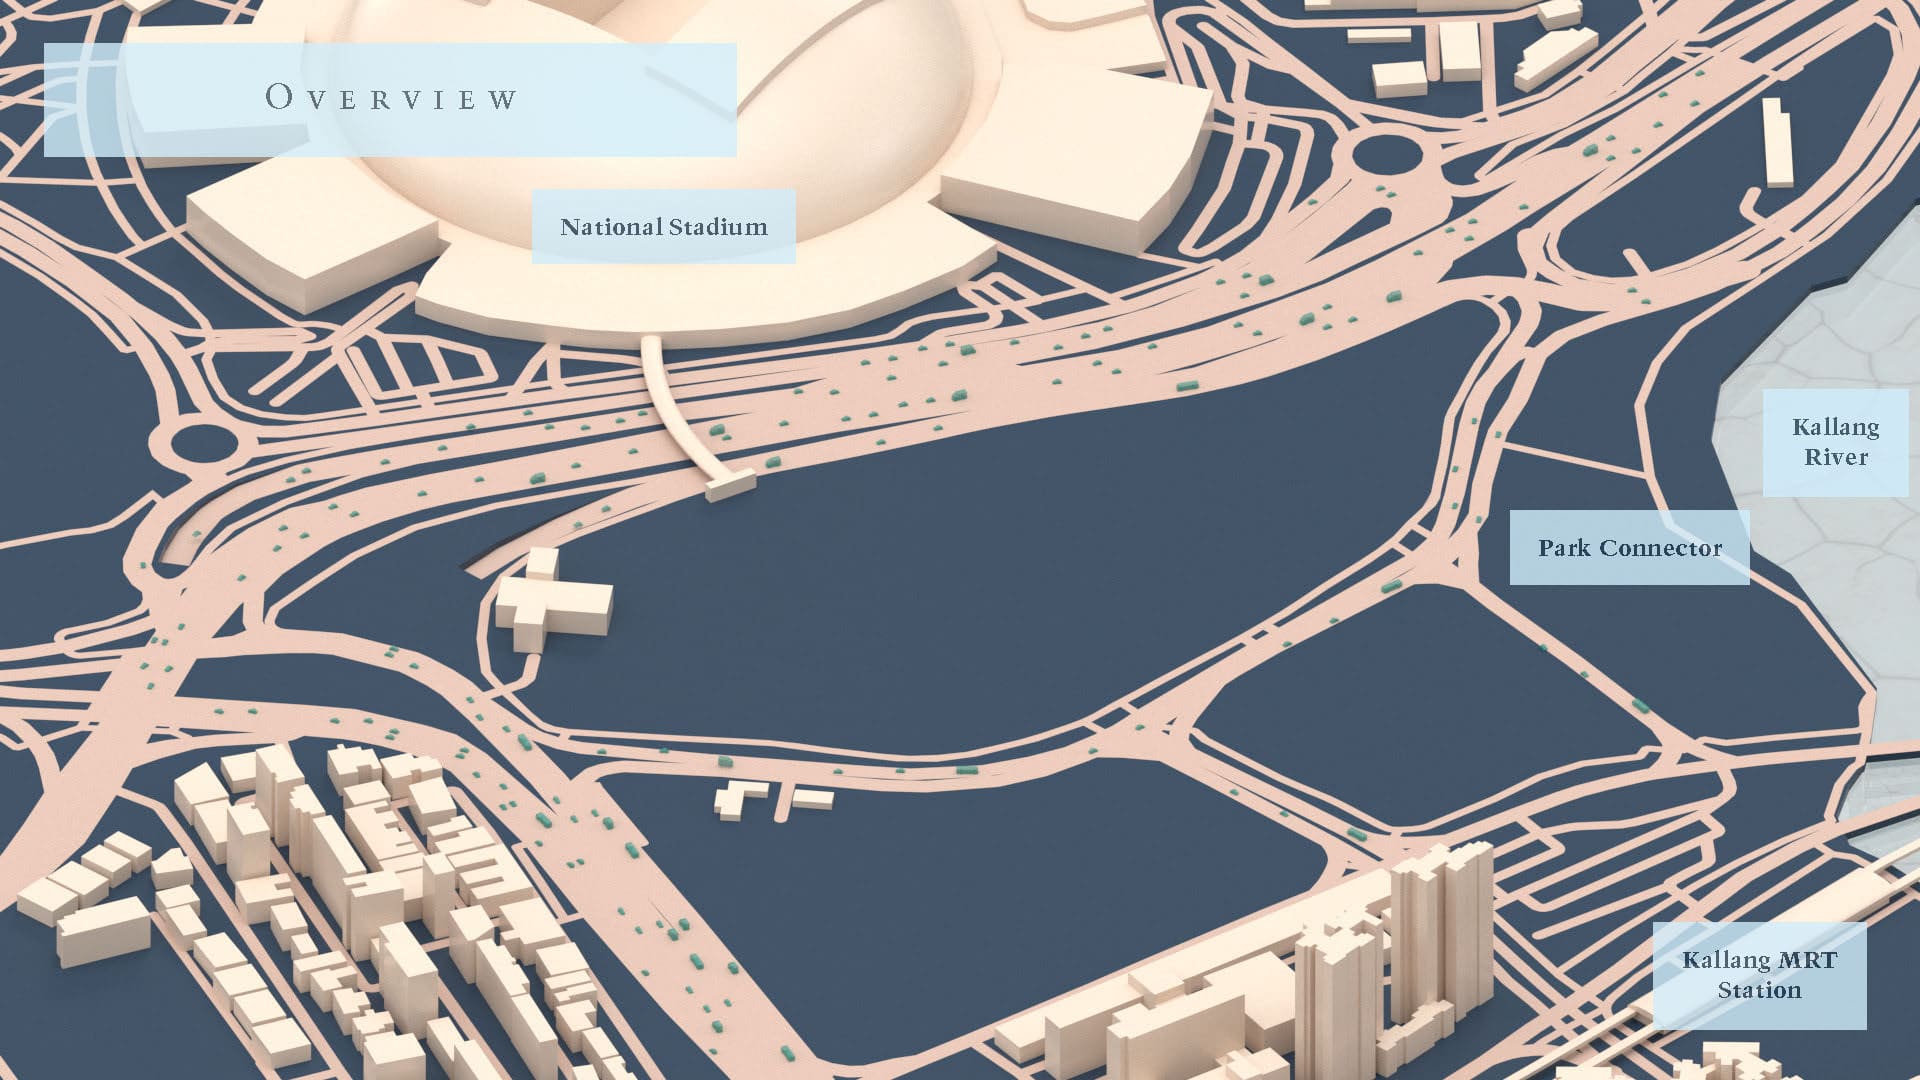 OVERVIEW
National Stadium
Kallang
River
Park Connector
Kallang MRT
Station